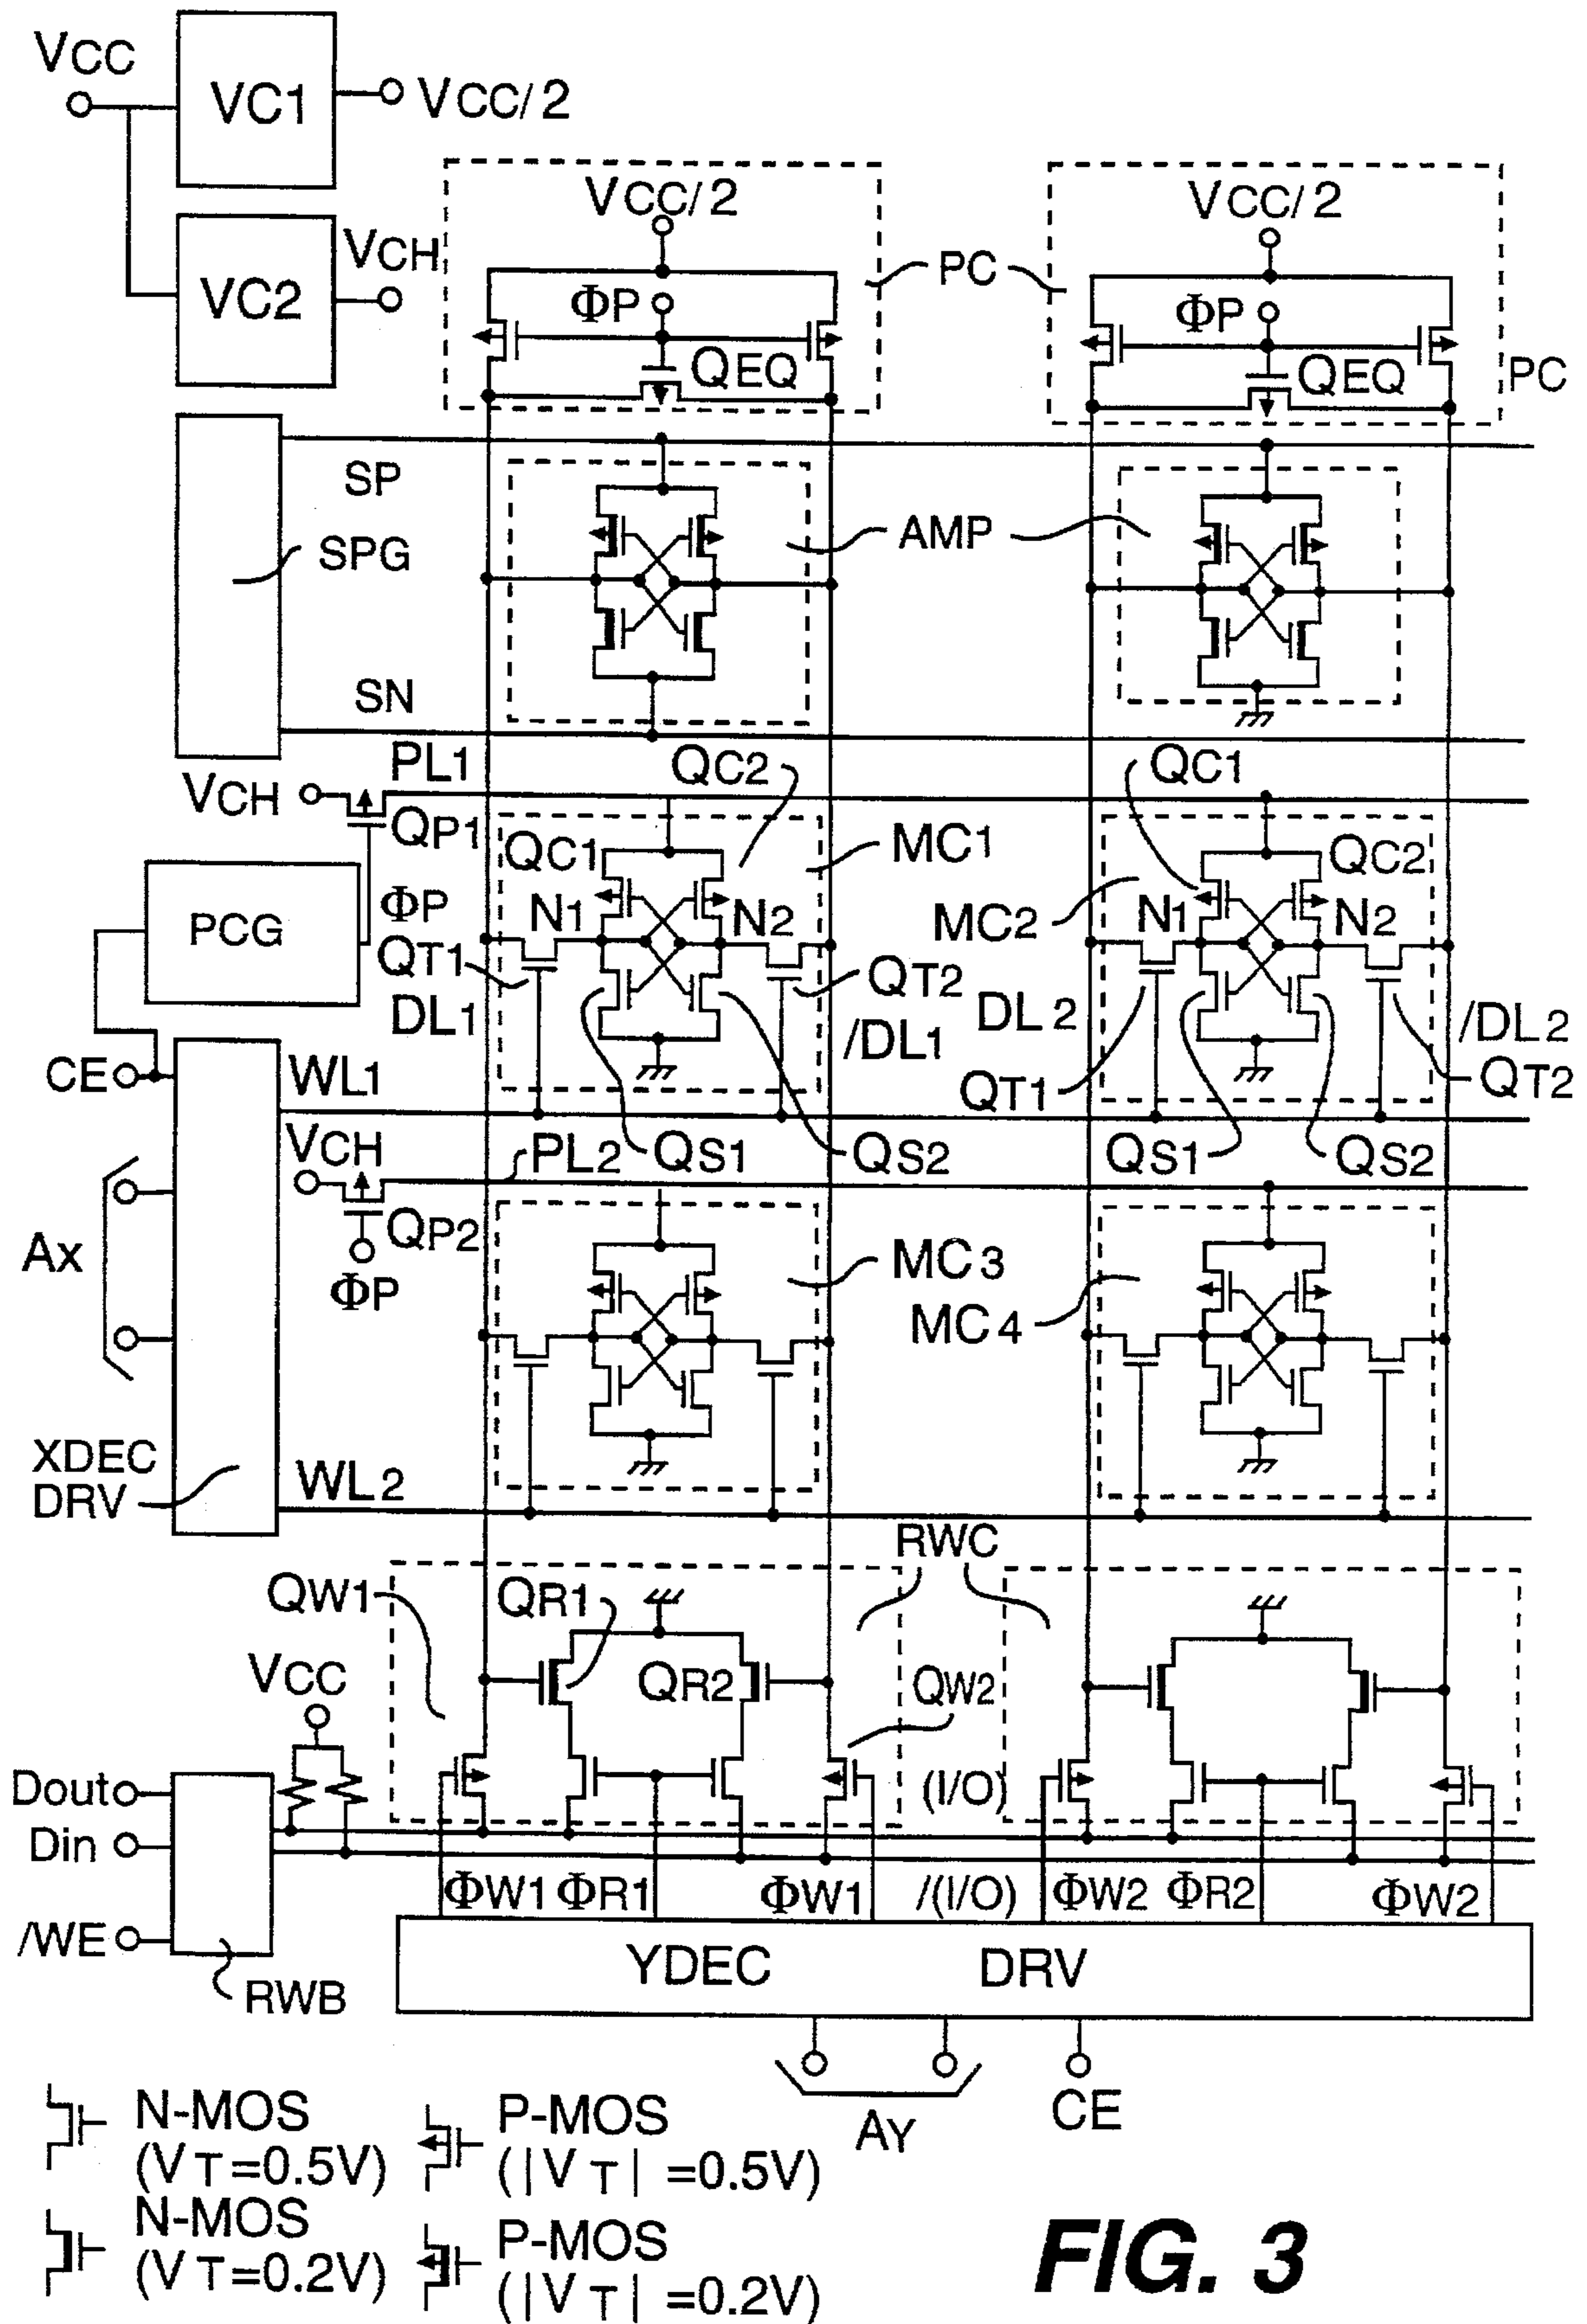 VCC
VC1
VCC/2
VC2
VCH
VCC/2
VCC/2
PC
ΦP
ΦP
QEQ
QEQ
PC
SP
SPG
AMP
SN
PL1
QC2
QC1
VCH
QP1
QC1
MC1
QC2
PCG
ΦP
N1
N2
MC2
N1
N2
QT1
QT2
DL1
/DL1
DL2
/DL2
CE
WL1
QT1
QT2
VCH
PL2
QS1
QS2
QS1
QS2
Ax
QP2
MC3
ΦP
MC4
XDEC
DRV
WL2
RWC
QW1
QR1
VCC
QR2
QW2
Dout
(I/O)
Din
ΦW1
ΦR1
ΦW1
/(I/O)
ΦW2
ΦR2
ΦW2
/WE
YDEC DRV
RWB
AY
CE
N-MOS
(VT=0.5V)
P-MOS
(|VT| =0.5V)
N-MOS
(VT=0.2V)
P-MOS
(|VT| =0.2V)
FIG. 3